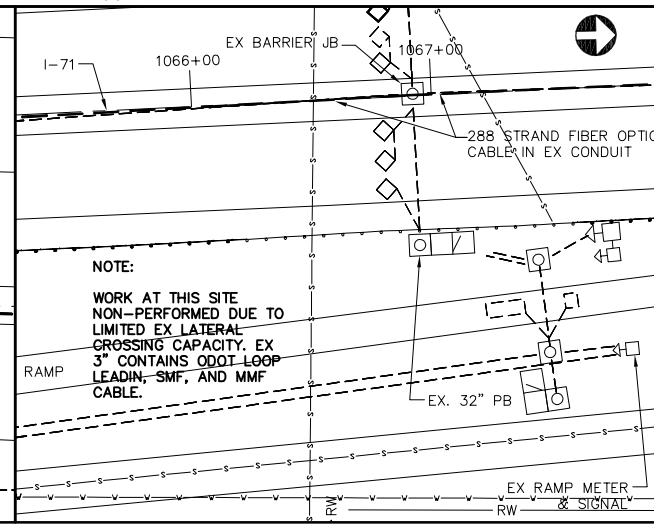 EX BARRIER JB
I-71
1066+00
1067+00
288 STRAND FIBER OPTIC
CABLE IN EX CONDUIT
NOTE:
WORK AT THIS SITE
NON-PERFORMED DUE TO
LIMITED EX LATERAL
CROSSING CAPACITY. EX
3" CONTAINS ODOT LOOP
LEADIN, SMF, AND MMF
CABLE.
RAMP
EX. 32" PB
EX RAMP METER
& SIGNAL
RW
RW